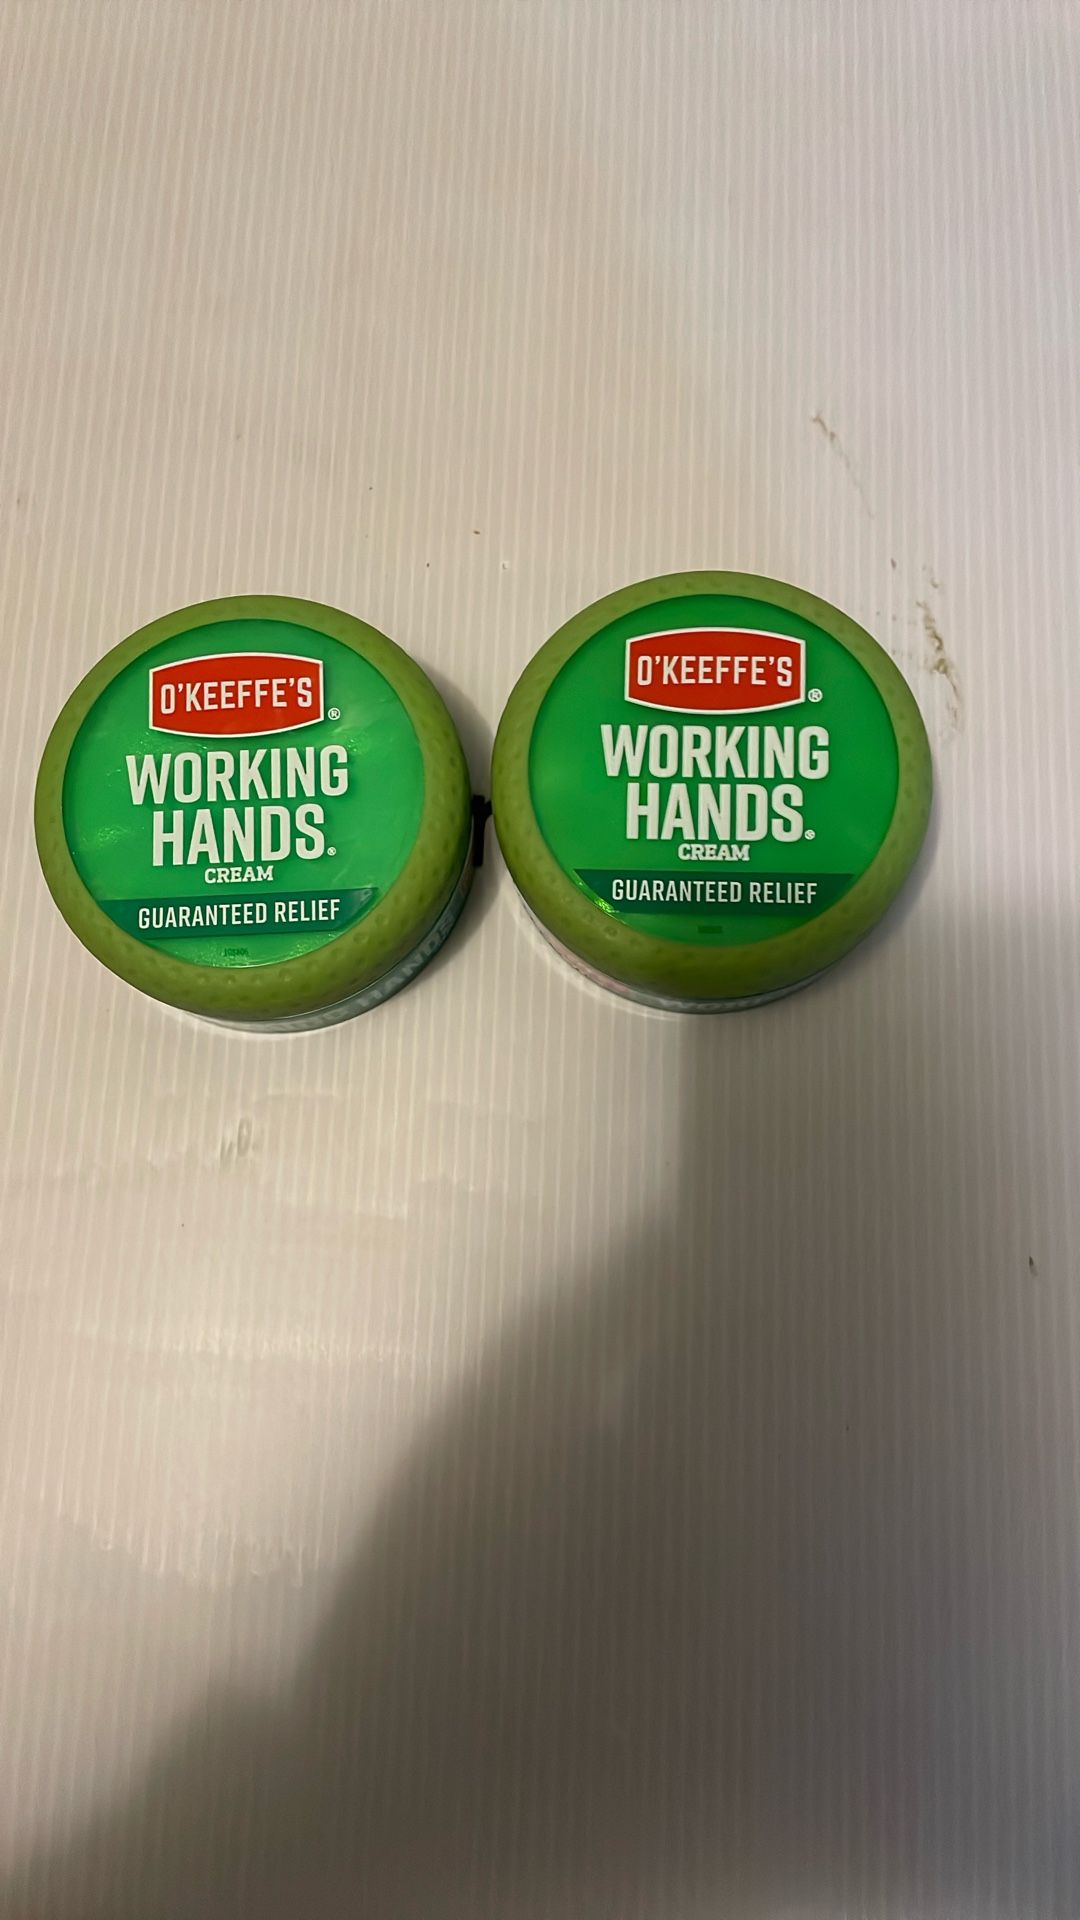 O'KEEFFE'S®
WORKING
HANDS®
CREAM
GUARANTEED RELIEF
O'KEEFFE'S®
WORKING
HANDS®
CREAM
GUARANTEED RELIEF